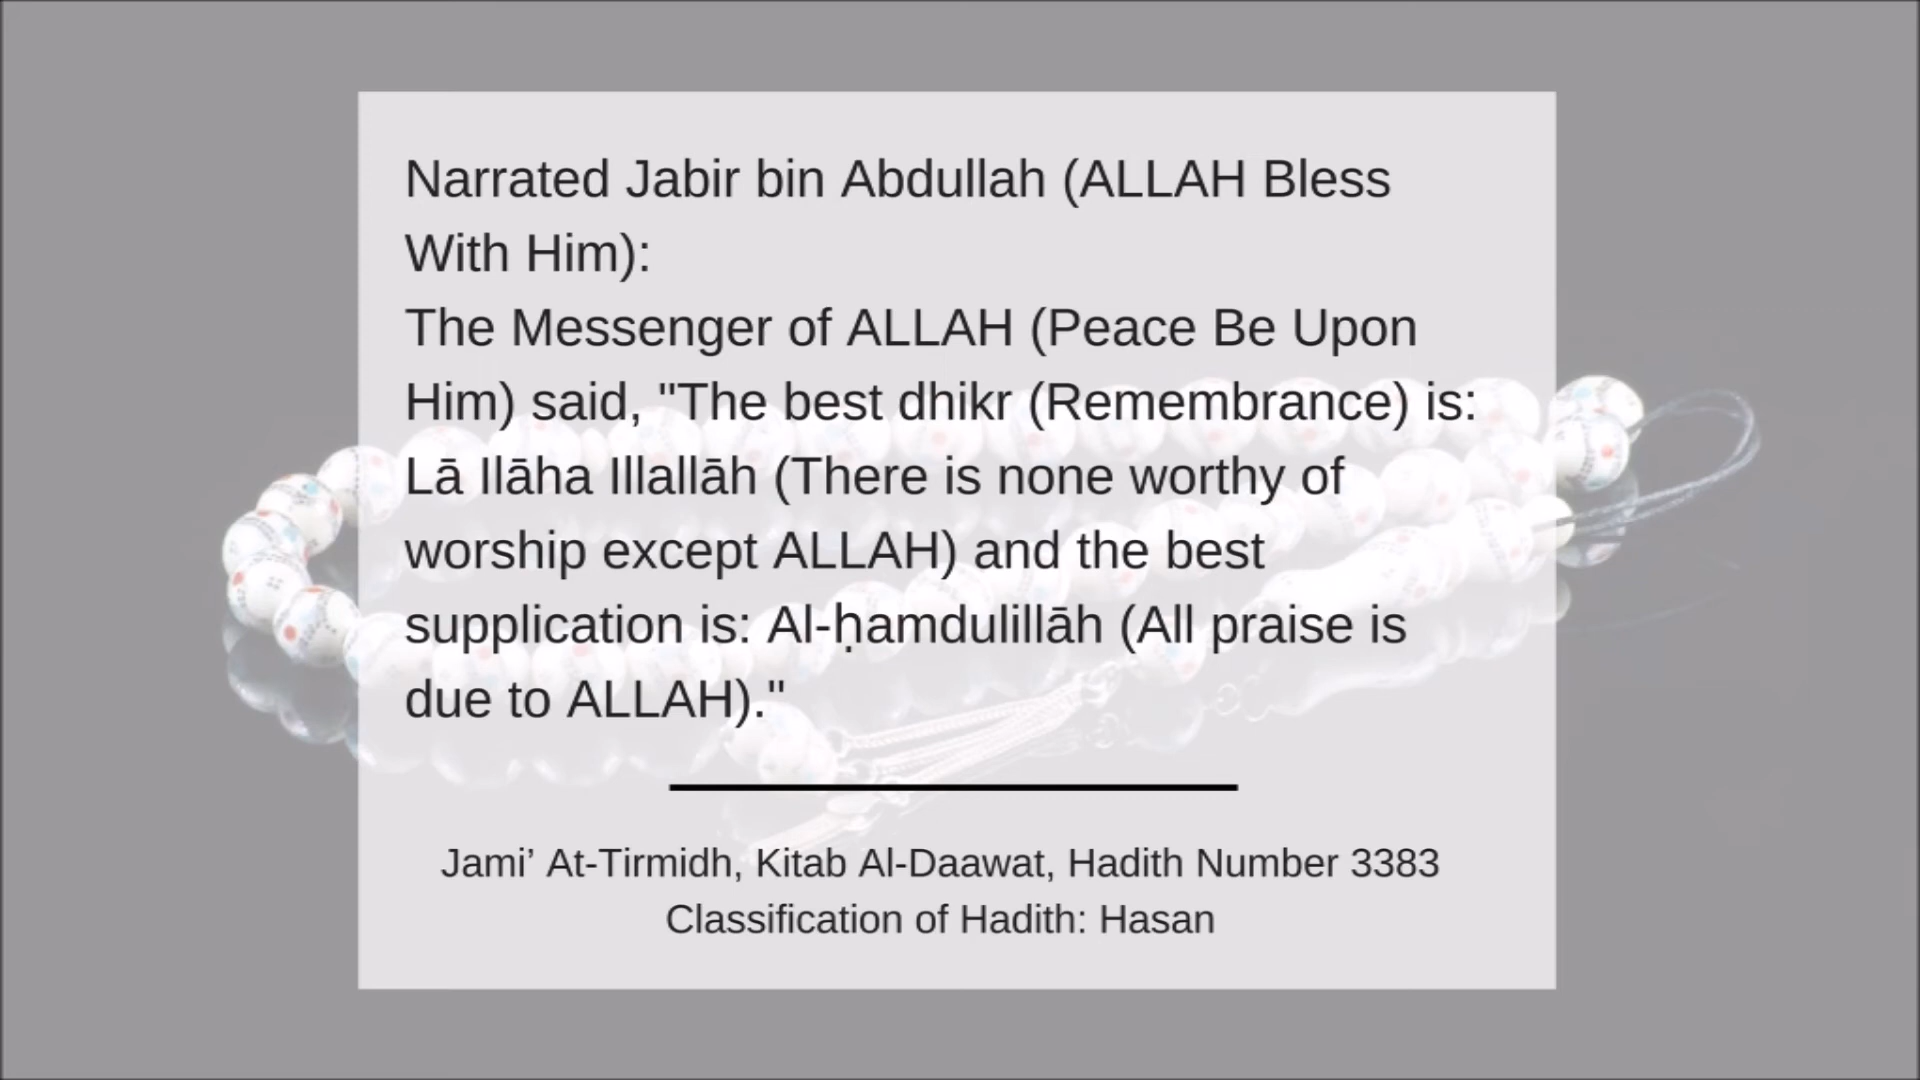 Narrated Jabir bin Abdullah (ALLAH Bless
With Him):
The Messenger of ALLAH (Peace Be Upon
Him) said, "The best dhikr (Remembrance) is:
Lā Ilāha Illallāh (There is none worthy of
worship except ALLAH) and the best
supplication is: Al-ḥamdulillāh (All praise is
due to ALLAH)."
Jami’ At-Tirmidh, Kitab Al-Daawat, Hadith Number 3383
Classification of Hadith: Hasan